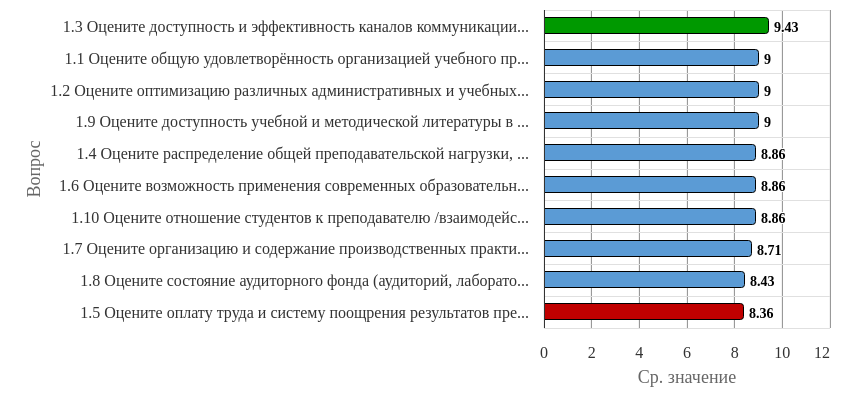 1.3 Оцените доступность и эффективность каналов коммуникации... 9.43
1.1 Оцените общую удовлетворённость организацией учебного пр... 9
1.2 Оцените оптимизацию различных административных и учебных... 9
1.9 Оцените доступность учебной и методической литературы в ... 9
1.4 Оцените распределение общей преподавательской нагрузки, ... 8.86
1.6 Оцените возможность применения современных образовательн... 8.86
1.10 Оцените отношение студентов к преподавателю /взаимодейс... 8.86
1.7 Оцените организацию и содержание производственных практи... 8.71
1.8 Оцените состояние аудиторного фонда (аудиторий, лаборато... 8.43
1.5 Оцените оплату труда и систему поощрения результатов пре... 8.36
Вопрос
0 2 4 6 8 10 12
Ср. значение